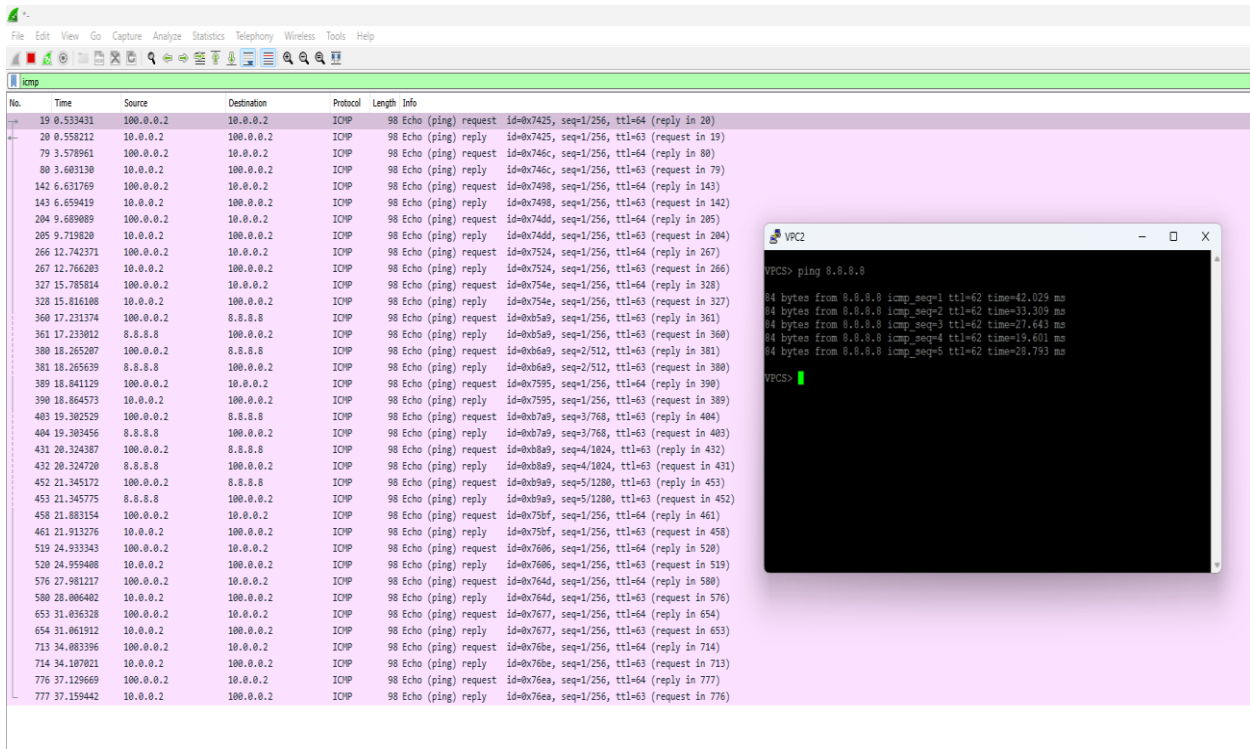 *-
File Edit View Go Capture Analyze Statistics Telephony Wireless Tools Help
icmp
No. Time Source Destination Protocol Length Info
19 0.533431 100.0.0.2 10.0.0.2 ICMP 98 Echo (ping) request id=0x7425, seq=1/256, ttl=64 (reply in 20)
20 0.558212 10.0.0.2 100.0.0.2 ICMP 98 Echo (ping) reply id=0x7425, seq=1/256, ttl=63 (request in 19)
79 3.578961 100.0.0.2 10.0.0.2 ICMP 98 Echo (ping) request id=0x746c, seq=1/256, ttl=64 (reply in 80)
80 3.603130 10.0.0.2 100.0.0.2 ICMP 98 Echo (ping) reply id=0x746c, seq=1/256, ttl=63 (request in 79)
142 6.631769 100.0.0.2 10.0.0.2 ICMP 98 Echo (ping) request id=0x7498, seq=1/256, ttl=64 (reply in 143)
143 6.659419 10.0.0.2 100.0.0.2 ICMP 98 Echo (ping) reply id=0x7498, seq=1/256, ttl=63 (request in 142)
204 9.689089 100.0.0.2 10.0.0.2 ICMP 98 Echo (ping) request id=0x74dd, seq=1/256, ttl=64 (reply in 205)
205 9.719820 10.0.0.2 100.0.0.2 ICMP 98 Echo (ping) reply id=0x74dd, seq=1/256, ttl=63 (request in 204)
266 12.742371 100.0.0.2 10.0.0.2 ICMP 98 Echo (ping) request id=0x7524, seq=1/256, ttl=64 (reply in 267)
267 12.766203 10.0.0.2 100.0.0.2 ICMP 98 Echo (ping) reply id=0x7524, seq=1/256, ttl=63 (request in 266)
327 15.785814 100.0.0.2 10.0.0.2 ICMP 98 Echo (ping) request id=0x754e, seq=1/256, ttl=64 (reply in 328)
328 15.816108 10.0.0.2 100.0.0.2 ICMP 98 Echo (ping) reply id=0x754e, seq=1/256, ttl=63 (request in 327)
360 17.231374 100.0.0.2 8.8.8.8 ICMP 98 Echo (ping) request id=0xb5a9, seq=1/256, ttl=63 (reply in 361)
361 17.233012 8.8.8.8 100.0.0.2 ICMP 98 Echo (ping) reply id=0xb5a9, seq=1/256, ttl=63 (request in 360)
380 18.265207 100.0.0.2 8.8.8.8 ICMP 98 Echo (ping) request id=0xb6a9, seq=2/512, ttl=63 (reply in 381)
381 18.265639 8.8.8.8 100.0.0.2 ICMP 98 Echo (ping) reply id=0xb6a9, seq=2/512, ttl=63 (request in 380)
389 18.841129 100.0.0.2 10.0.0.2 ICMP 98 Echo (ping) request id=0x7595, seq=1/256, ttl=64 (reply in 390)
390 18.864573 10.0.0.2 100.0.0.2 ICMP 98 Echo (ping) reply id=0x7595, seq=1/256, ttl=63 (request in 389)
403 19.302529 100.0.0.2 8.8.8.8 ICMP 98 Echo (ping) request id=0xb7a9, seq=3/768, ttl=63 (reply in 404)
404 19.303456 8.8.8.8 100.0.0.2 ICMP 98 Echo (ping) reply id=0xb7a9, seq=3/768, ttl=63 (request in 403)
431 20.324387 100.0.0.2 8.8.8.8 ICMP 98 Echo (ping) request id=0xb8a9, seq=4/1024, ttl=63 (reply in 432)
432 20.324720 8.8.8.8 100.0.0.2 ICMP 98 Echo (ping) reply id=0xb8a9, seq=4/1024, ttl=63 (request in 431)
452 21.345172 100.0.0.2 8.8.8.8 ICMP 98 Echo (ping) request id=0xb9a9, seq=5/1280, ttl=63 (reply in 453)
453 21.345775 8.8.8.8 100.0.0.2 ICMP 98 Echo (ping) reply id=0xb9a9, seq=5/1280, ttl=63 (request in 452)
458 21.883154 100.0.0.2 10.0.0.2 ICMP 98 Echo (ping) request id=0x75bf, seq=1/256, ttl=64 (reply in 461)
461 21.913276 10.0.0.2 100.0.0.2 ICMP 98 Echo (ping) reply id=0x75bf, seq=1/256, ttl=63 (request in 458)
519 24.933343 100.0.0.2 10.0.0.2 ICMP 98 Echo (ping) request id=0x7606, seq=1/256, ttl=64 (reply in 520)
520 24.959408 10.0.0.2 100.0.0.2 ICMP 98 Echo (ping) reply id=0x7606, seq=1/256, ttl=63 (request in 519)
576 27.981217 100.0.0.2 10.0.0.2 ICMP 98 Echo (ping) request id=0x764d, seq=1/256, ttl=64 (reply in 580)
580 28.006402 10.0.0.2 100.0.0.2 ICMP 98 Echo (ping) reply id=0x764d, seq=1/256, ttl=63 (request in 576)
653 31.036328 100.0.0.2 10.0.0.2 ICMP 98 Echo (ping) request id=0x7677, seq=1/256, ttl=64 (reply in 654)
654 31.061912 10.0.0.2 100.0.0.2 ICMP 98 Echo (ping) reply id=0x7677, seq=1/256, ttl=63 (request in 653)
713 34.083396 100.0.0.2 10.0.0.2 ICMP 98 Echo (ping) request id=0x76be, seq=1/256, ttl=64 (reply in 714)
714 34.107021 10.0.0.2 100.0.0.2 ICMP 98 Echo (ping) reply id=0x76be, seq=1/256, ttl=63 (request in 713)
776 37.129669 100.0.0.2 10.0.0.2 ICMP 98 Echo (ping) request id=0x76ea, seq=1/256, ttl=64 (reply in 777)
777 37.159442 10.0.0.2 100.0.0.2 ICMP 98 Echo (ping) reply id=0x76ea, seq=1/256, ttl=63 (request in 776)
VPC2
VPCS> ping 8.8.8.8
84 bytes from 8.8.8.8 icmp_seq=1 ttl=62 time=42.029 ms
84 bytes from 8.8.8.8 icmp_seq=2 ttl=62 time=33.309 ms
84 bytes from 8.8.8.8 icmp_seq=3 ttl=62 time=27.643 ms
84 bytes from 8.8.8.8 icmp_seq=4 ttl=62 time=19.601 ms
84 bytes from 8.8.8.8 icmp_seq=5 ttl=62 time=28.793 ms
VPCS>